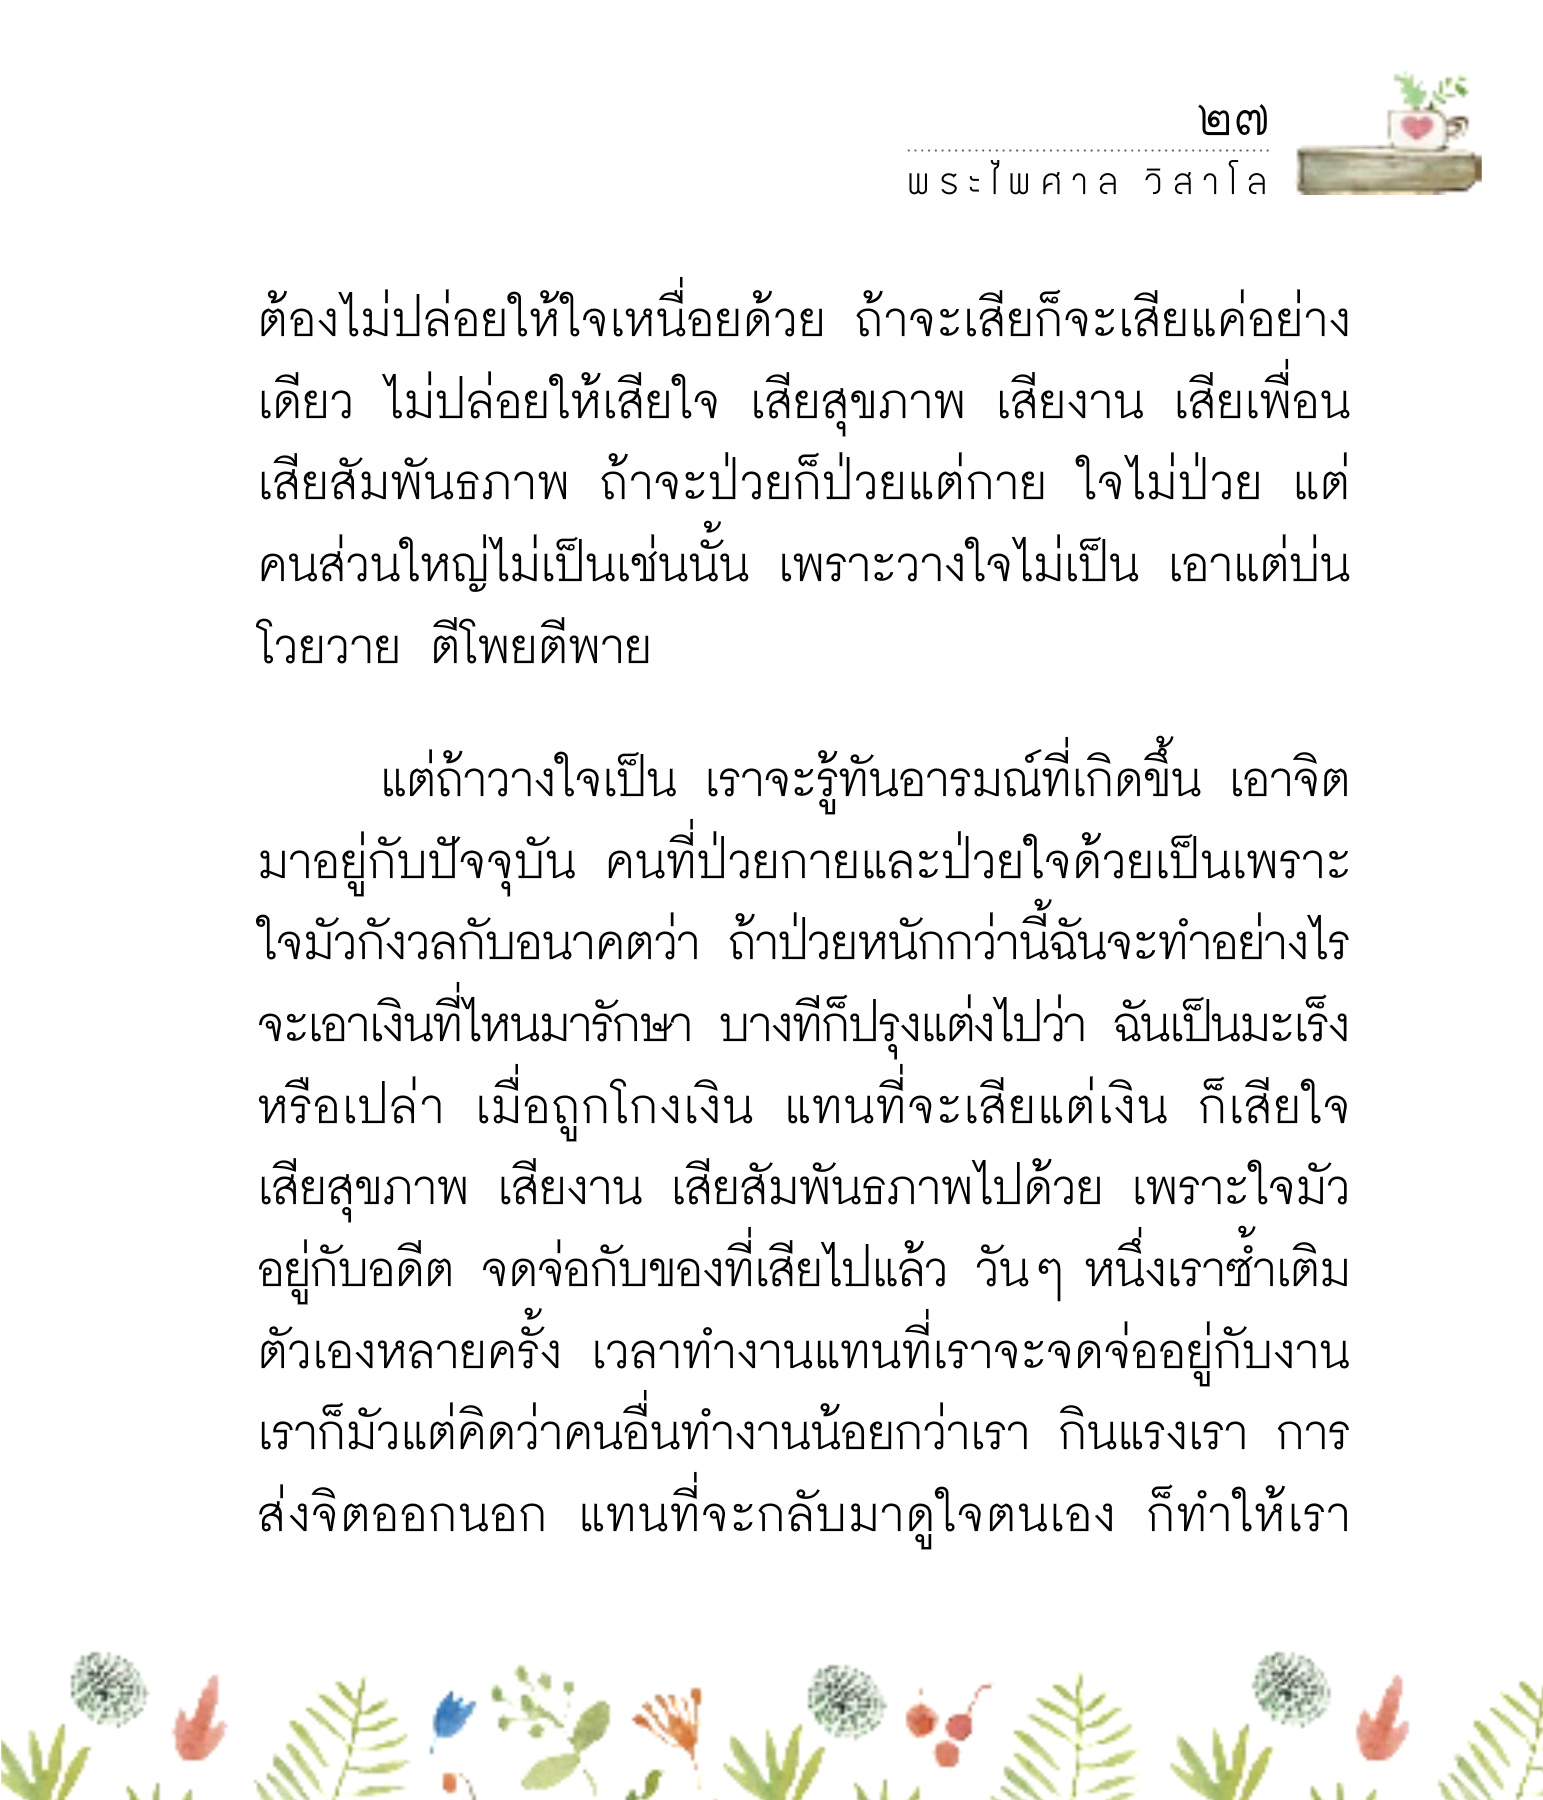 ๒๗
พระไพศาล วิสาโล
ต้องไม่ปล่อยให้ใจเหนื่อยด้วย ถ้าจะเสียก็จะเสียแค่อย่าง
เดียว ไม่ปล่อยให้เสียใจ เสียสุขภาพ เสียงาน เสียเพื่อน
เสียสัมพันธภาพ ถ้าจะป่วยก็ป่วยแต่กาย ใจไม่ป่วย แต่
คนส่วนใหญ่ไม่เป็นเช่นนั้น เพราะวางใจไม่เป็น เอาแต่บ่น
โวยวาย ตีโพยตีพาย
แต่ถ้าวางใจเป็น เราจะรู้ทันอารมณ์ที่เกิดขึ้น เอาจิต
มาอยู่กับปัจจุบัน คนที่ป่วยกายและป่วยใจด้วยเป็นเพราะ
ใจมัวกังวลกับอนาคตว่า ถ้าป่วยหนักกว่านี้ฉันจะทำอย่างไร
จะเอาเงินที่ไหนมารักษา บางทีก็ปรุงแต่งไปว่า ฉันเป็นมะเร็ง
หรือเปล่า เมื่อถูกโกงเงิน แทนที่จะเสียแต่เงิน ก็เสียใจ
เสียสุขภาพ เสียงาน เสียสัมพันธภาพไปด้วย เพราะใจมัว
อยู่กับอดีต จดจ่อกับของที่เสียไปแล้ว วันๆ หนึ่งเราซ้ำเติม
ตัวเองหลายครั้ง เวลาทำงานแทนที่เราจะจดจ่ออยู่กับงาน
เราก็มัวแต่คิดว่าคนอื่นทำงานน้อยกว่าเรา กินแรงเรา การ
ส่งจิตออกนอก แทนที่จะกลับมาดูใจตนเอง ก็ทำให้เรา